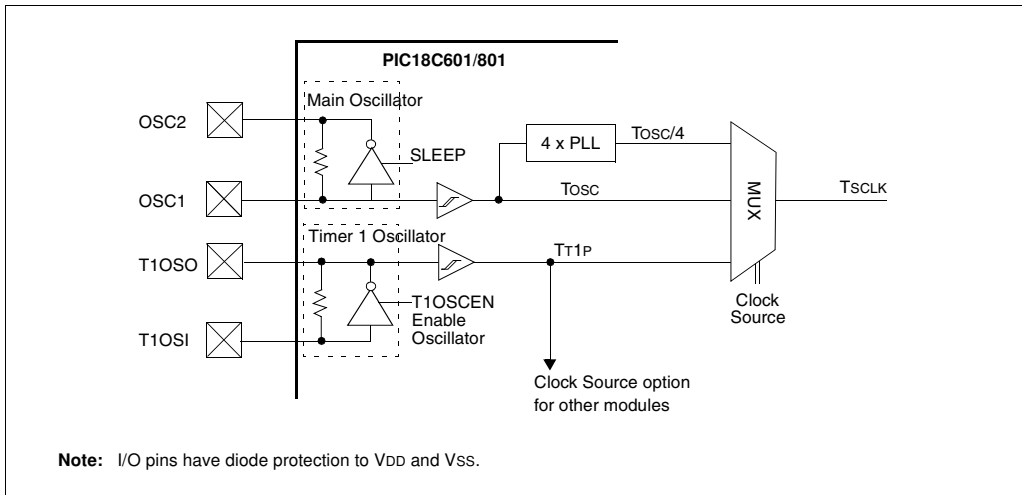 PIC18C601/801
Main Oscillator
OSC2
SLEEP
4 x PLL
TOSC/4
OSC1
TOSC
MUX
TSCLK
Timer 1 Oscillator
T1OSO
TT1P
T1OSCEN
Enable
Oscillator
T1OSI
Clock
Source
Clock Source option
for other modules
Note: I/O pins have diode protection to VDD and VSS.